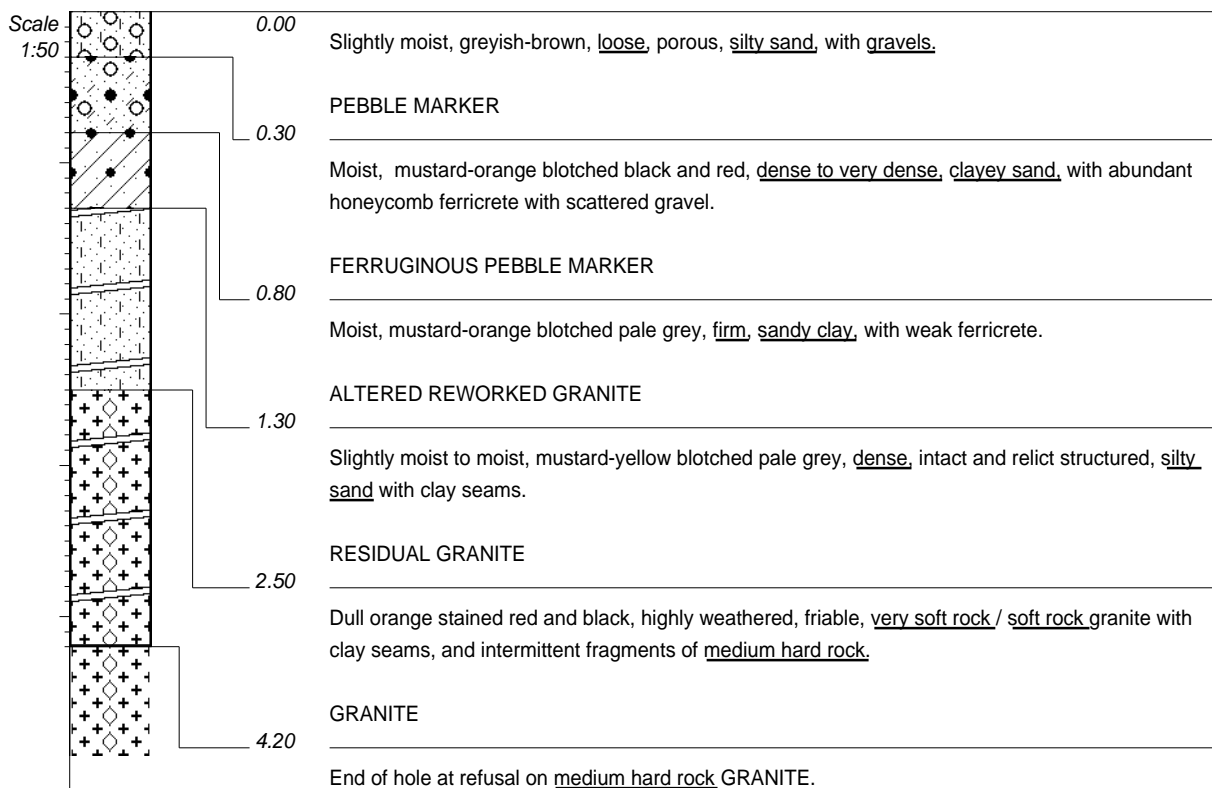 Scale
1:50
0.00
Slightly moist, greyish-brown, loose, porous, silty sand, with gravels.
PEBBLE MARKER
0.30
Moist, mustard-orange blotched black and red, dense to very dense, clayey sand, with abundant
honeycomb ferricrete with scattered gravel.
FERRUGINOUS PEBBLE MARKER
0.80
Moist, mustard-orange blotched pale grey, firm, sandy clay, with weak ferricrete.
ALTERED REWORKED GRANITE
1.30
Slightly moist to moist, mustard-yellow blotched pale grey, dense, intact and relict structured, silty
sand with clay seams.
RESIDUAL GRANITE
2.50
Dull orange stained red and black, highly weathered, friable, very soft rock / soft rock granite with
clay seams, and intermittent fragments of medium hard rock.
GRANITE
4.20
End of hole at refusal on medium hard rock GRANITE.